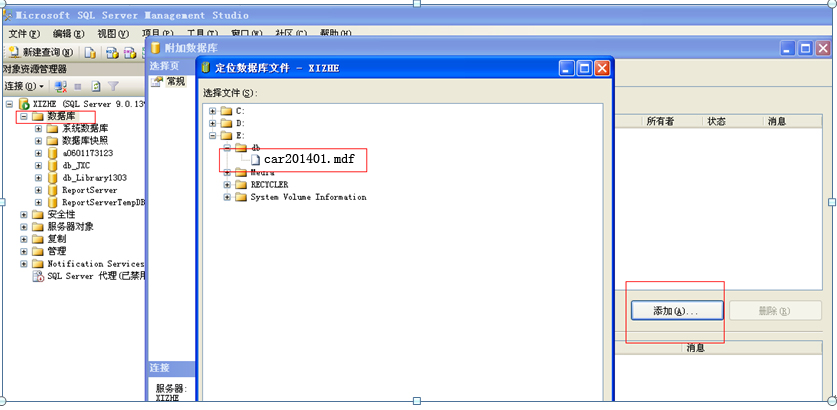 Microsoft SQL Server Management Studio
文件(F) 编辑(E) 视图(V) 项目(P) 工具(T) 窗口(W) 社区(C) 帮助(H)
新建查询(N)
对象资源管理器
连接(O)
XIZHE (SQL Server 9.0.13
数据库
系统数据库
数据库快照
a0601173123
db_JXC
db_Library1303
ReportServer
ReportServerTempDB
安全性
服务器对象
复制
管理
Notification Services
SQL Server 代理(已禁用
附加数据库
选择页
常规
连接
服务器:
XIZHE
定位数据库文件 - XIZHE
选择文件(S):
C:
D:
E:
db
car201401.mdf
Media
RECYCLER
System Volume Information
所有者 状态 消息
添加(A)... 删除(R)
消息